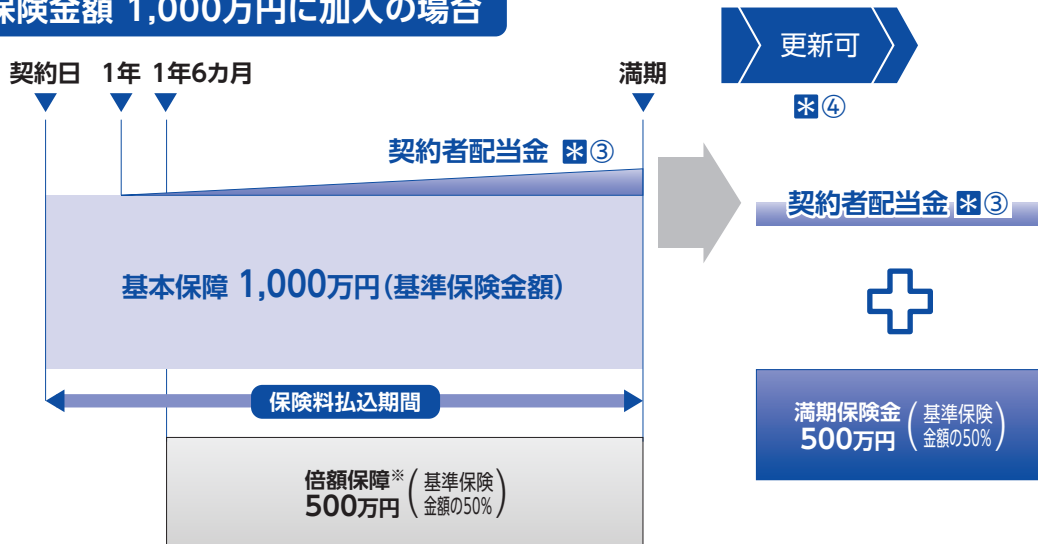 保険金額 1,000万円に加入の場合
契約日 1年 1年6カ月 満期
更新可
*④
契約者配当金 *③
契約者配当金 *③
基本保障 1,000万円(基準保険金額)
保険料払込期間
満期保険金
500万円
(基準保険
金額の50%)
倍額保障※
500万円
(基準保険
金額の50%)